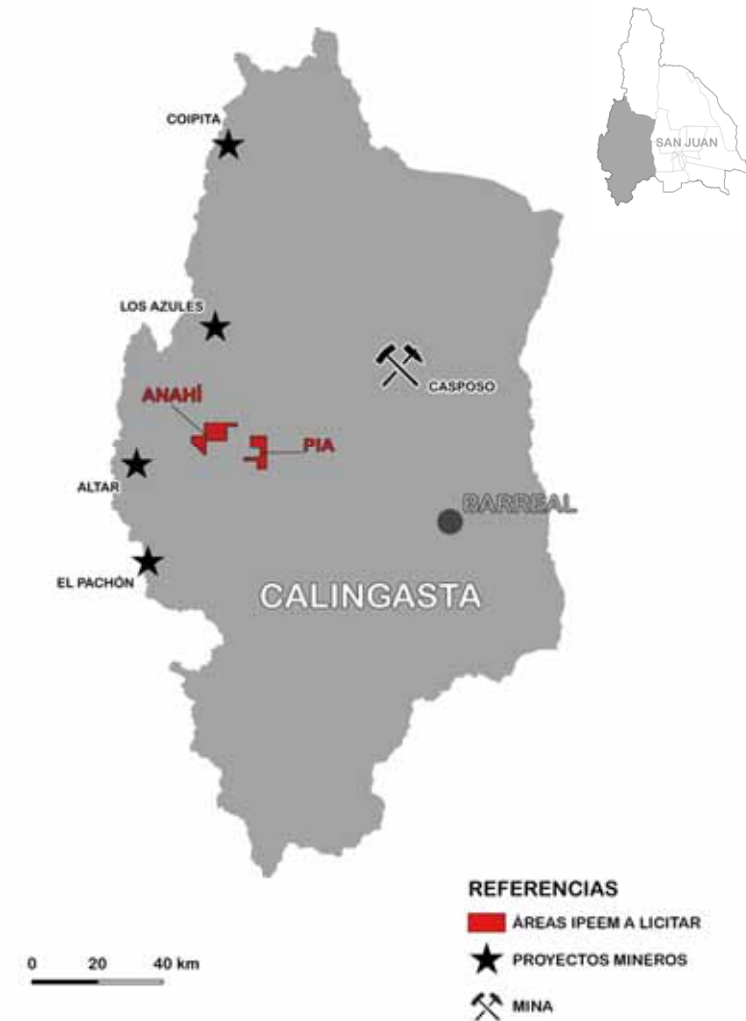 COIPITA
SAN JUAN
LOS AZULES
CASPOSO
ANAHÍ
PIA
ALTAR
BARREAL
EL PACHÓN
CALINGASTA
REFERENCIAS
ÁREAS IPEEM A LICITAR
PROYECTOS MINEROS
MINA
0 20 40 km